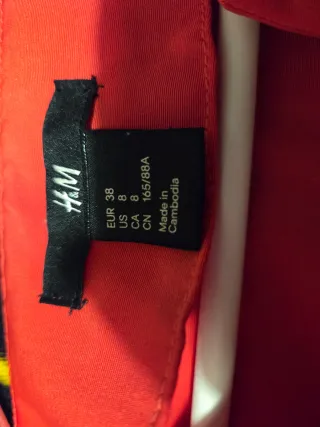 H&M
EUR 38
US 8
CA 8
CN 165/88A
Made in
Cambodia